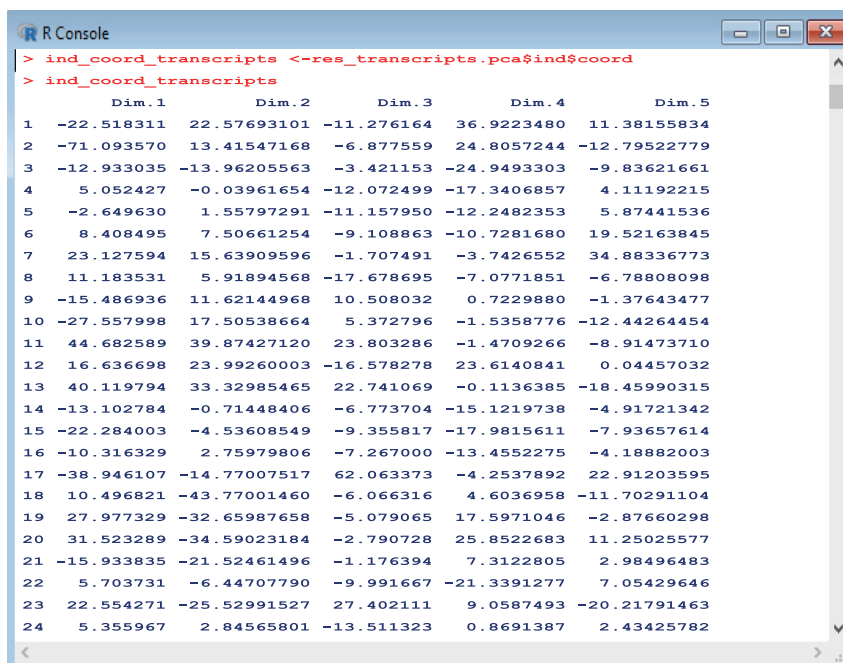 R Console
> ind_coord_transcripts <-res_transcripts.pca$ind$coord
> ind_coord_transcripts
Dim.1 Dim.2 Dim.3 Dim.4 Dim.5
1 -22.518311 22.57693101 -11.276164 36.9223480 11.38155834
2 -71.093570 13.41547168 -6.877559 24.8057244 -12.79522779
3 -12.933035 -13.96205563 -3.421153 -24.9493303 -9.83621661
4 5.052427 -0.03961654 -12.072499 -17.3406857 4.11192215
5 -2.649630 1.55797291 -11.157950 -12.2482353 5.87441536
6 8.408495 7.50661254 -9.108863 -10.7281680 19.52163845
7 23.127594 15.63909596 -1.707491 -3.7426552 34.88336773
8 11.183531 5.91894568 -17.678695 -7.0771851 -6.78808098
9 -15.486936 11.62144968 10.508032 0.7229880 -1.37643477
10 -27.557998 17.50538664 5.372796 -1.5358776 -12.44264454
11 44.682589 39.87427120 23.803286 -1.4709266 -8.91473710
12 16.636698 23.99260003 -16.578278 23.6140841 0.04457032
13 40.119794 33.32985465 22.741069 -0.1136385 -18.45990315
14 -13.102784 -0.71448406 -6.773704 -15.1219738 -4.91721342
15 -22.284003 -4.53608549 -9.355817 -17.9815611 -7.93657614
16 -10.316329 2.75979806 -7.267000 -13.4552275 -4.18882003
17 -38.946107 -14.77007517 62.063373 -4.2537892 22.91203595
18 10.496821 -43.77001460 -6.066316 4.6036958 -11.70291104
19 27.977329 -32.65987658 -5.079065 17.5971046 -2.87660298
20 31.523289 -34.59023184 -2.790728 25.8522683 11.25025577
21 -15.933835 -21.52461496 -1.176394 7.3122805 2.98496483
22 5.703731 -6.44707790 -9.991667 -21.3391277 7.05429646
23 22.554271 -25.52991527 27.402111 9.0587493 -20.21791463
24 5.355967 2.84565801 -13.511323 0.8691387 2.43425782